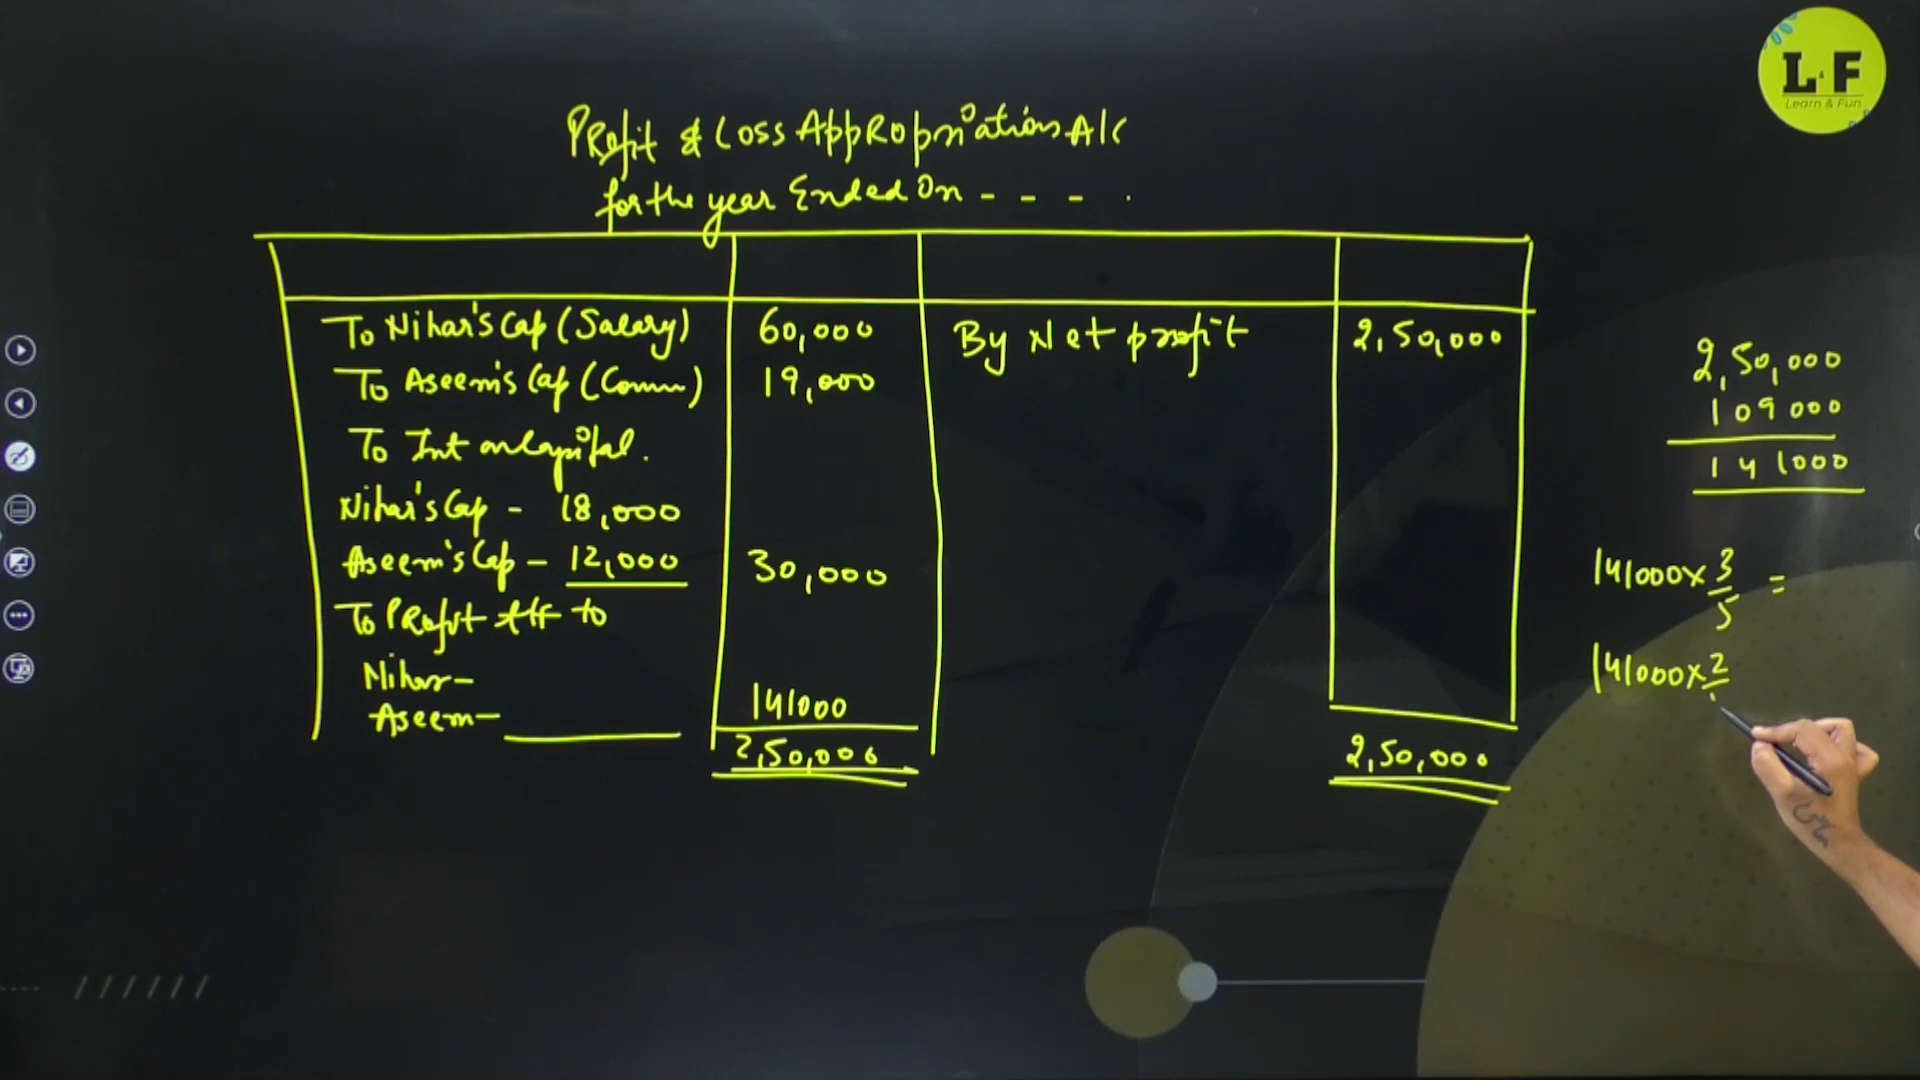 L&F
Learn & Fun
Profit & Loss Appropriations A/c
for the year Ended On - - - .
To Nihar's Cap (Salary) 60,000 By Net profit 2,50,000
To Aseem's Cap (Comm) 19,000
To Int on Capital.
Nihar's Cap - 18,000
Aseem's Cap - 12,000 30,000
To Profit tfr to
Nihar-
Aseem- 141000
2,50,000 2,50,000
2,50,000
109000
141000
141000 x 3/5 =
141000 x 2/